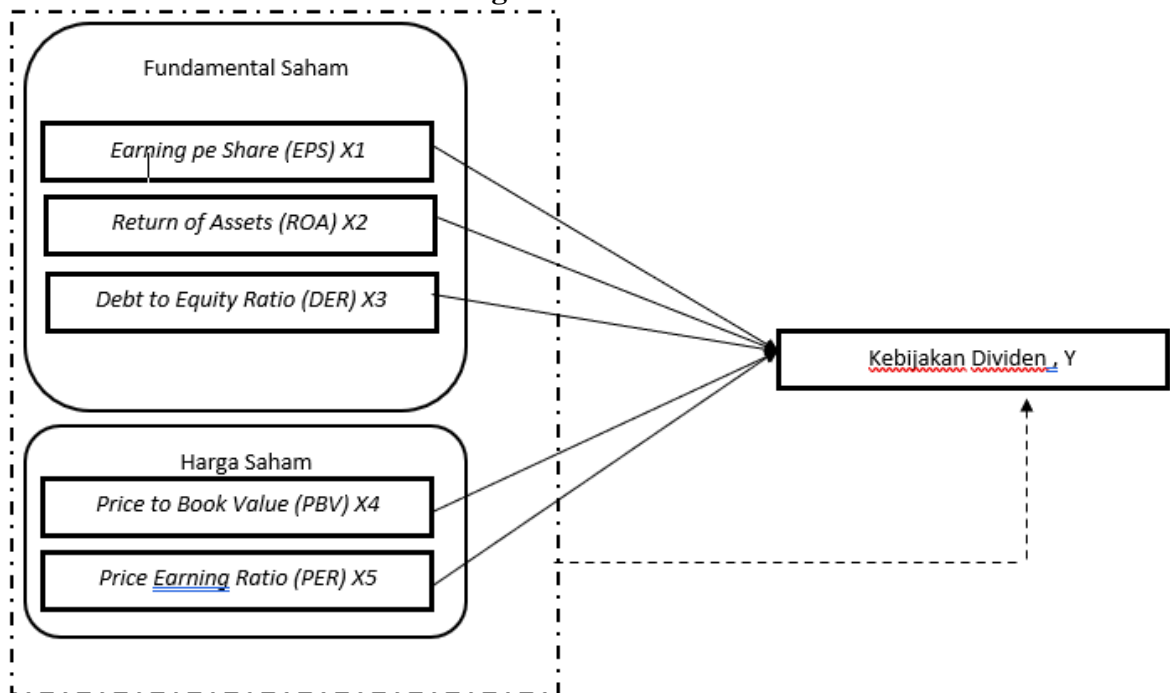 Fundamental Saham
Earning pe Share (EPS) X1
Return of Assets (ROA) X2
Debt to Equity Ratio (DER) X3
Kebijakan Dividen , Y
Harga Saham
Price to Book Value (PBV) X4
Price Earning Ratio (PER) X5